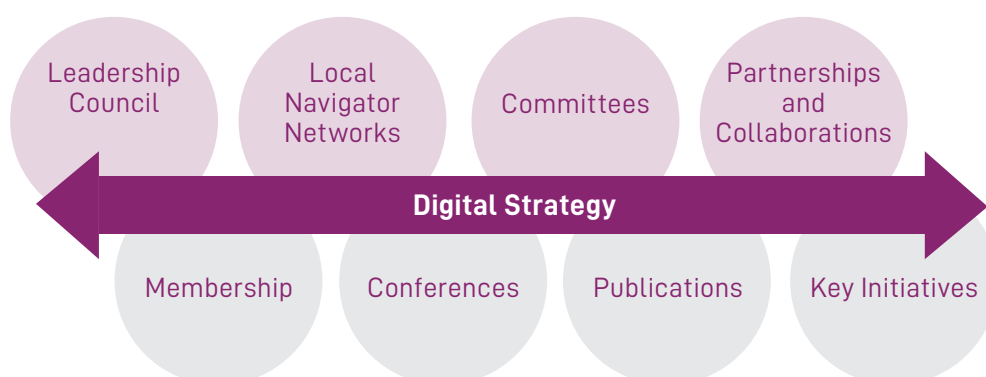 Leadership
Council
Local
Navigator
Networks
Committees
Partnerships
and
Collaborations
Digital Strategy
Membership
Conferences
Publications
Key Initiatives